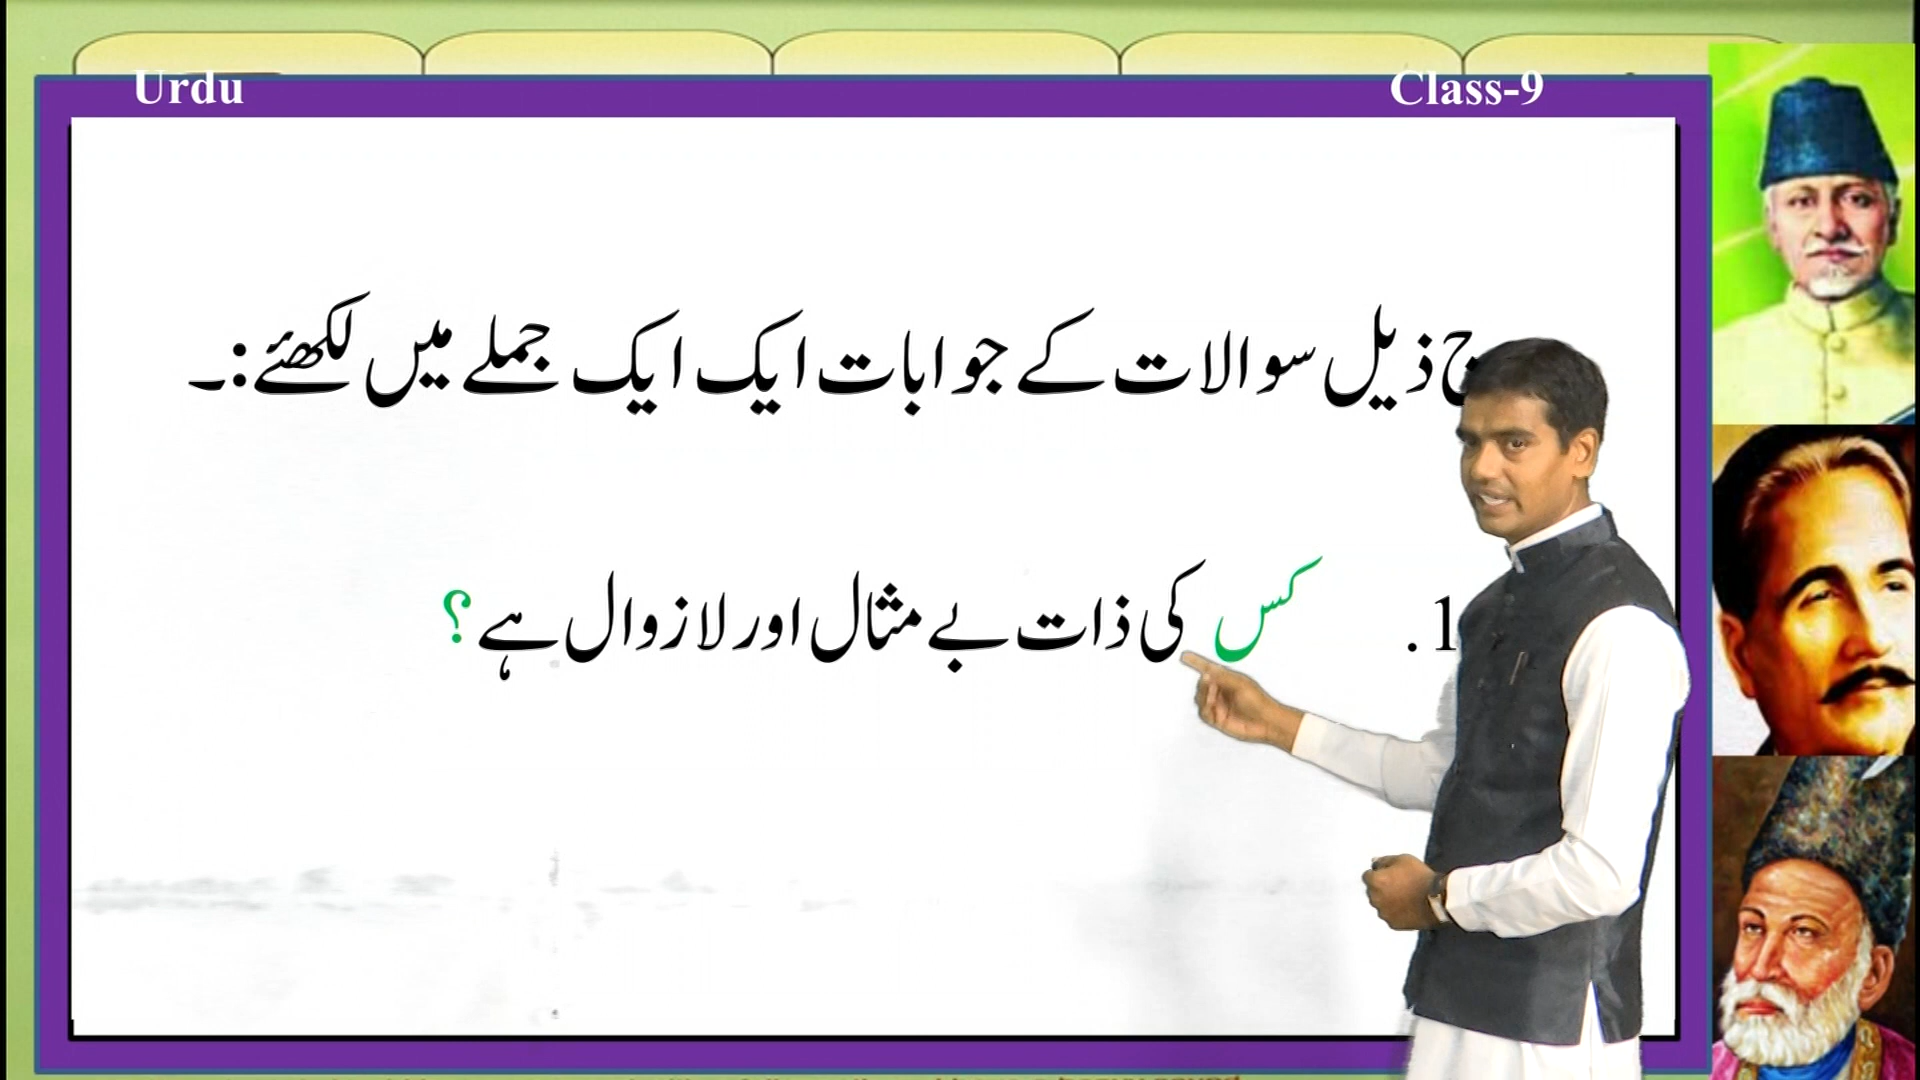 Urdu
Class-9
ذیل سوالات کے جوابات ایک ایک جملے میں لکھئے:۔
1. کس کی ذات بے مثال اور لازوال ہے؟